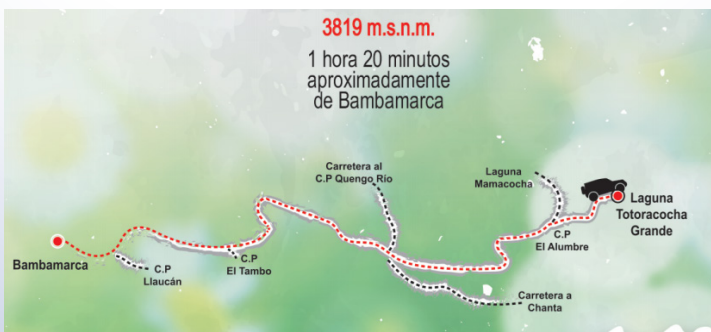 3819 m.s.n.m.
1 hora 20 minutos
aproximadamente
de Bambamarca
Carretera al
C.P Quengo Río
Laguna
Mamacocha
Laguna
Totoracocha
Grande
C.P
El Alumbre
Bambamarca
C.P
Llaucán
C.P
El Tambo
Carretera a
Chanta